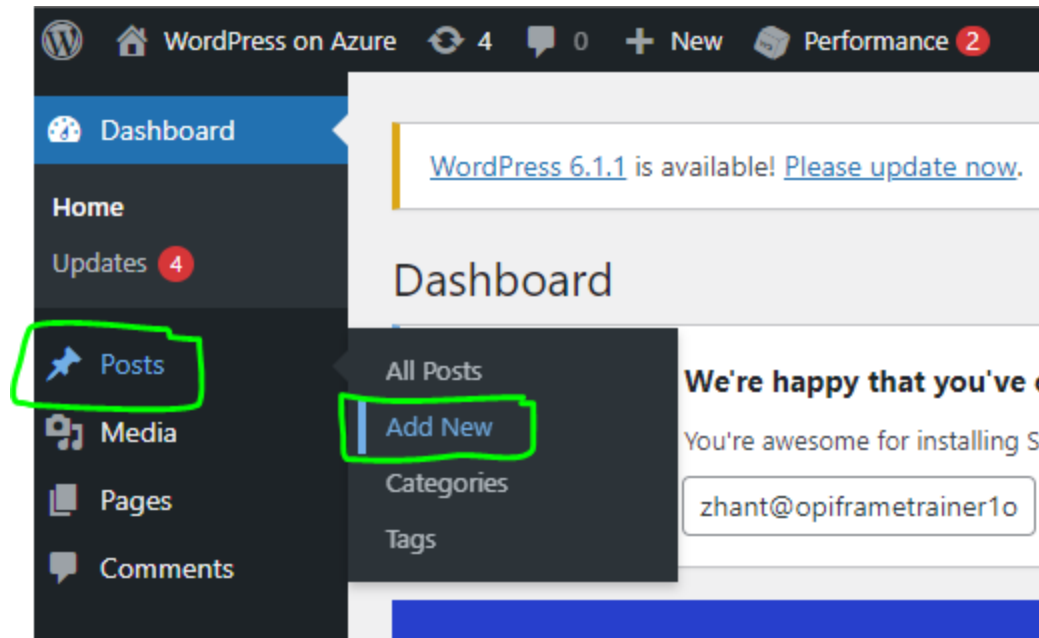 WordPress on Azure 4 0 New Performance 2
Dashboard
Home
Updates 4
Posts
Media
Pages
Comments
All Posts
Add New
Categories
Tags
WordPress 6.1.1 is available! Please update now.
Dashboard
We're happy that you've
You're awesome for installing S
zhant@opiframetrainer1o